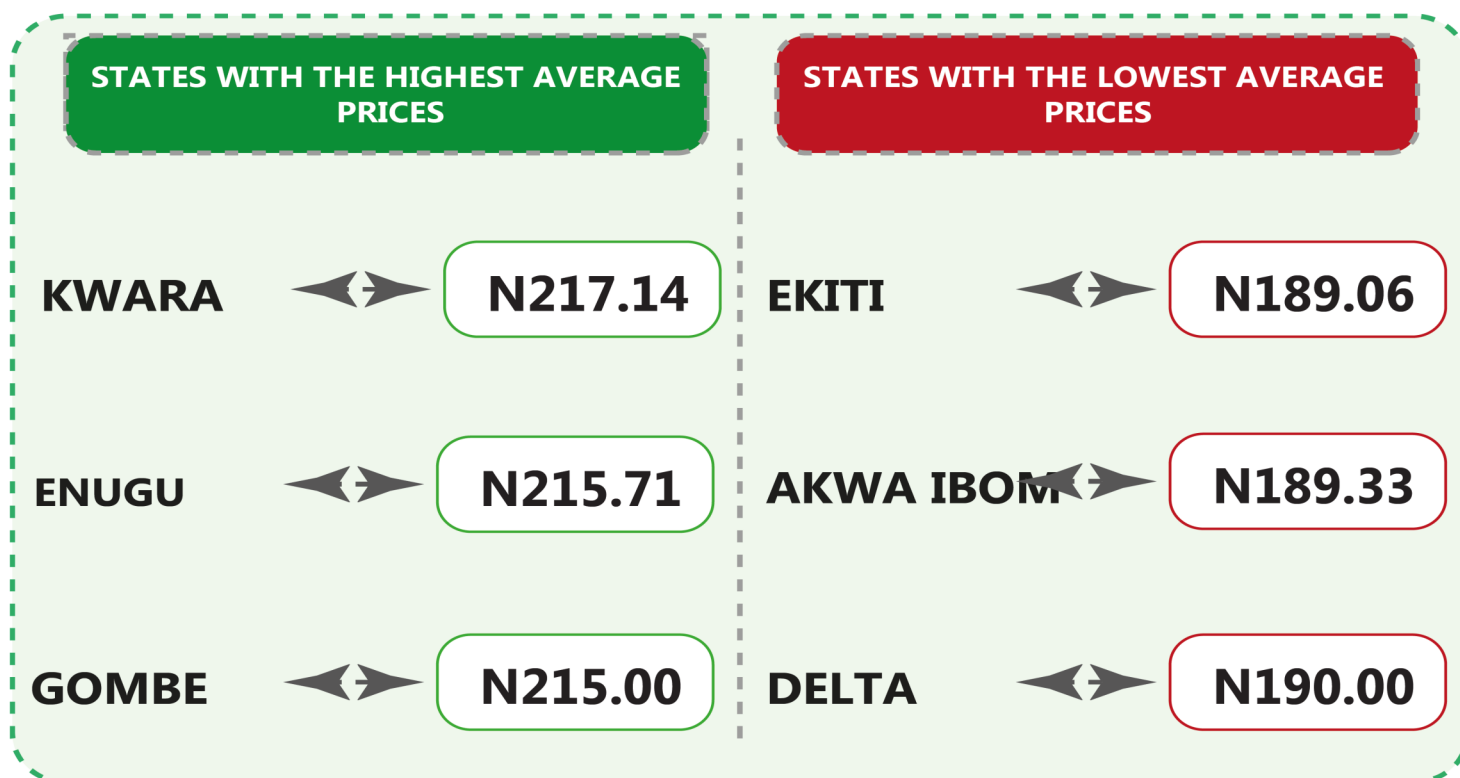 STATES WITH THE HIGHEST AVERAGE
PRICES
KWARA
N217.14
ENUGU
N215.71
GOMBE
N215.00
STATES WITH THE LOWEST AVERAGE
PRICES
EKITI
N189.06
AKWA IBOM
N189.33
DELTA
N190.00